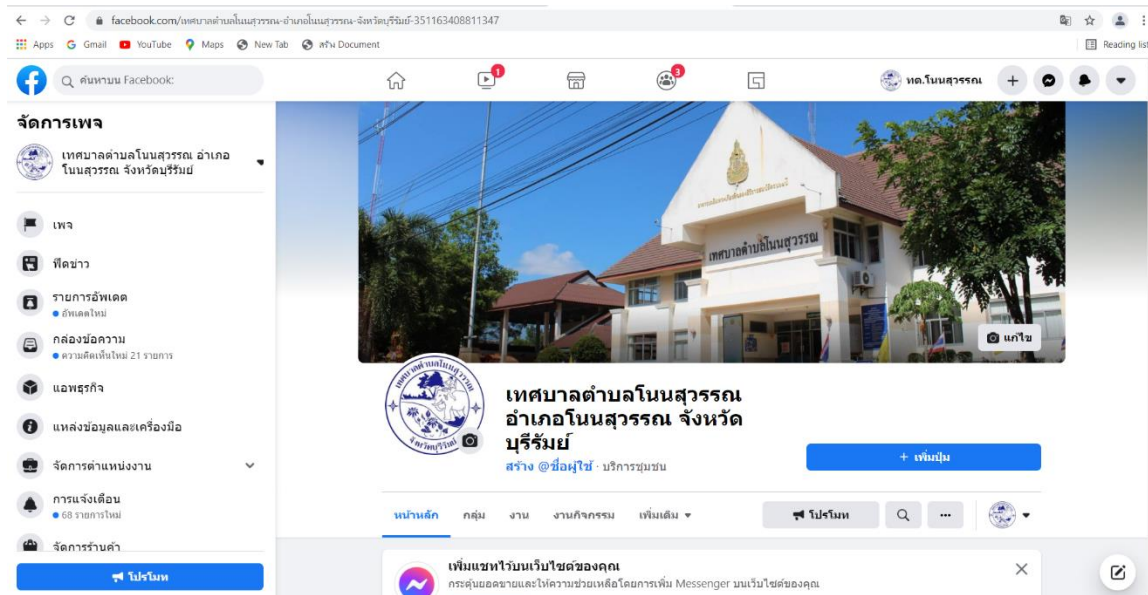 facebook.com/เทศบาลตำบลโนนสุวรรณ-อำเภอโนนสุวรรณ-จังหวัดบุรีรัมย์-351163408811347
Apps Gmail YouTube Maps New Tab สร้าง Document Reading list
ค้นหาบน Facebook:
1
3
ทต.โนนสุวรรณ
จัดการเพจ
เทศบาลตำบลโนนสุวรรณ อำเภอ
โนนสุวรรณ จังหวัดบุรีรัมย์
เพจ
ฟีดข่าว
รายการอัพเดต
อัพเดตใหม่
กล่องข้อความ
ความคิดเห็นใหม่ 21 รายการ
แอพธุรกิจ
แหล่งข้อมูลและเครื่องมือ
จัดการตำแหน่งงาน
การแจ้งเตือน
68 รายการใหม่
จัดการร้านค้า
โปรโมท
เทศบาลตำบลโนนสุวรรณ
แก้ไข
เทศบาลตำบลโนนสุวรรณ
อำเภอโนนสุวรรณ จังหวัด
บุรีรัมย์
สร้าง @ชื่อผู้ใช้ · บริการชุมชน
+ เพิ่มปุ่ม
หน้าหลัก กลุ่ม งาน งานกิจกรรม เพิ่มเติม
โปรโมท
เพิ่มแชทไว้บนเว็บไซต์ของคุณ
กระตุ้นยอดขายและให้ความช่วยเหลือโดยการเพิ่ม Messenger บนเว็บไซต์ของคุณ